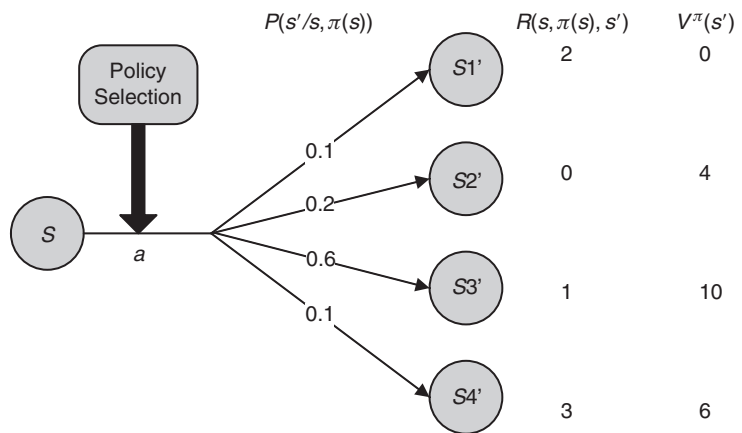 P(s′/s, π(s)) R(s, π(s), s′) V^π(s′)
Policy
Selection
S1' 2 0
0.1
S2' 0 4
0.2
S
a
0.6
S3' 1 10
0.1
S4' 3 6